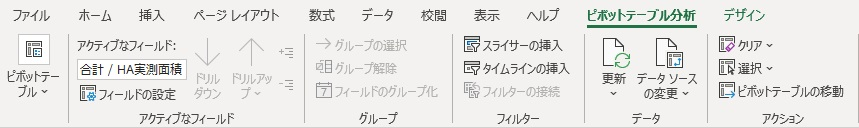 ファイル ホーム 挿入 ページ レイアウト 数式 データ 校閲 表示 ヘルプ ピボットテーブル分析 デザイン
ピボットテー
ブル
アクティブなフィールド:
合計 / HA実測面積
フィールドの設定
ドリル
ダウン
ドリルアッ
プ
アクティブなフィールド
グループの選択
グループ解除
フィールドのグループ化
グループ
スライサーの挿入
タイムラインの挿入
フィルターの接続
フィルター
更新
データ ソース
の変更
データ
クリア
選択
ピボットテーブルの移動
アクション